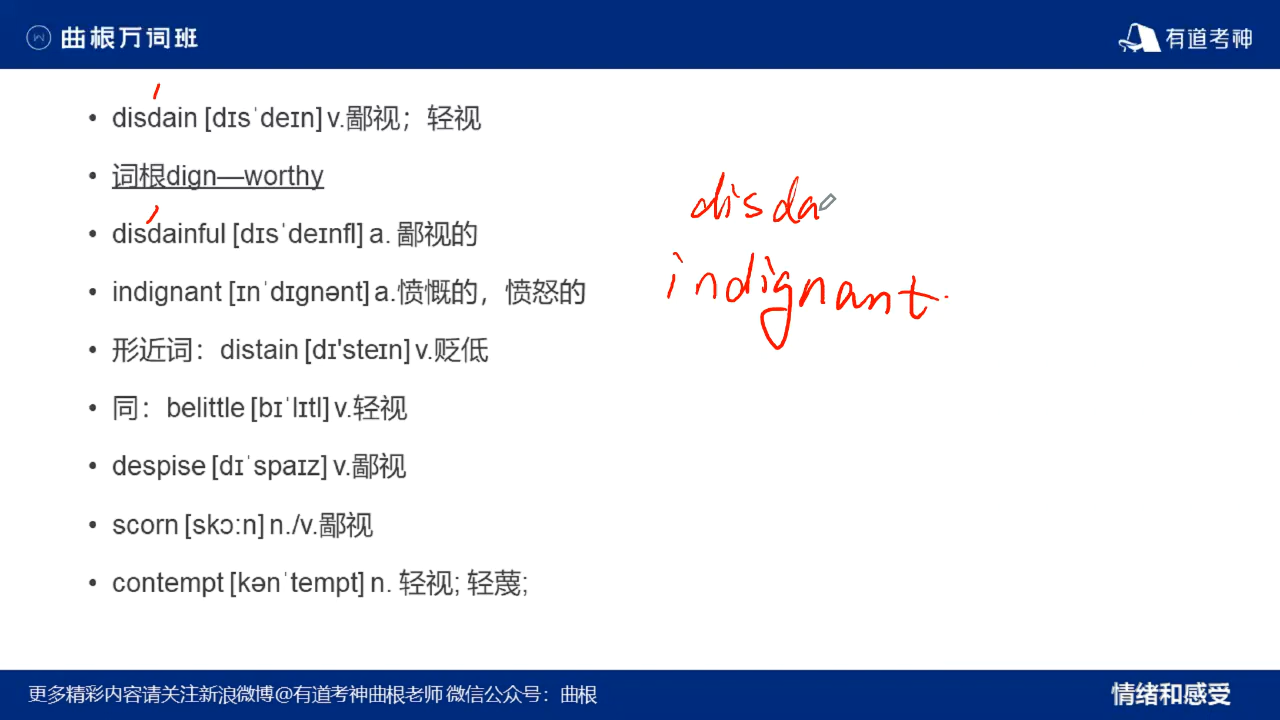 曲根万词班
有道考神
• disdain [dɪsˈdeɪn] v.鄙视；轻视
• 词根dign—worthy
• disdainful [dɪsˈdeɪnfl] a. 鄙视的
• indignant [ɪnˈdɪɡnənt] a.愤慨的，愤怒的
• 形近词：distain [dɪ'steɪn] v.贬低
• 同：belittle [bɪˈlɪtl] v.轻视
• despise [dɪˈspaɪz] v.鄙视
• scorn [skɔːn] n./v.鄙视
• contempt [kənˈtempt] n. 轻视; 轻蔑;
disda
indignant.
更多精彩内容请关注新浪微博@有道考神曲根老师 微信公众号：曲根
情绪和感受